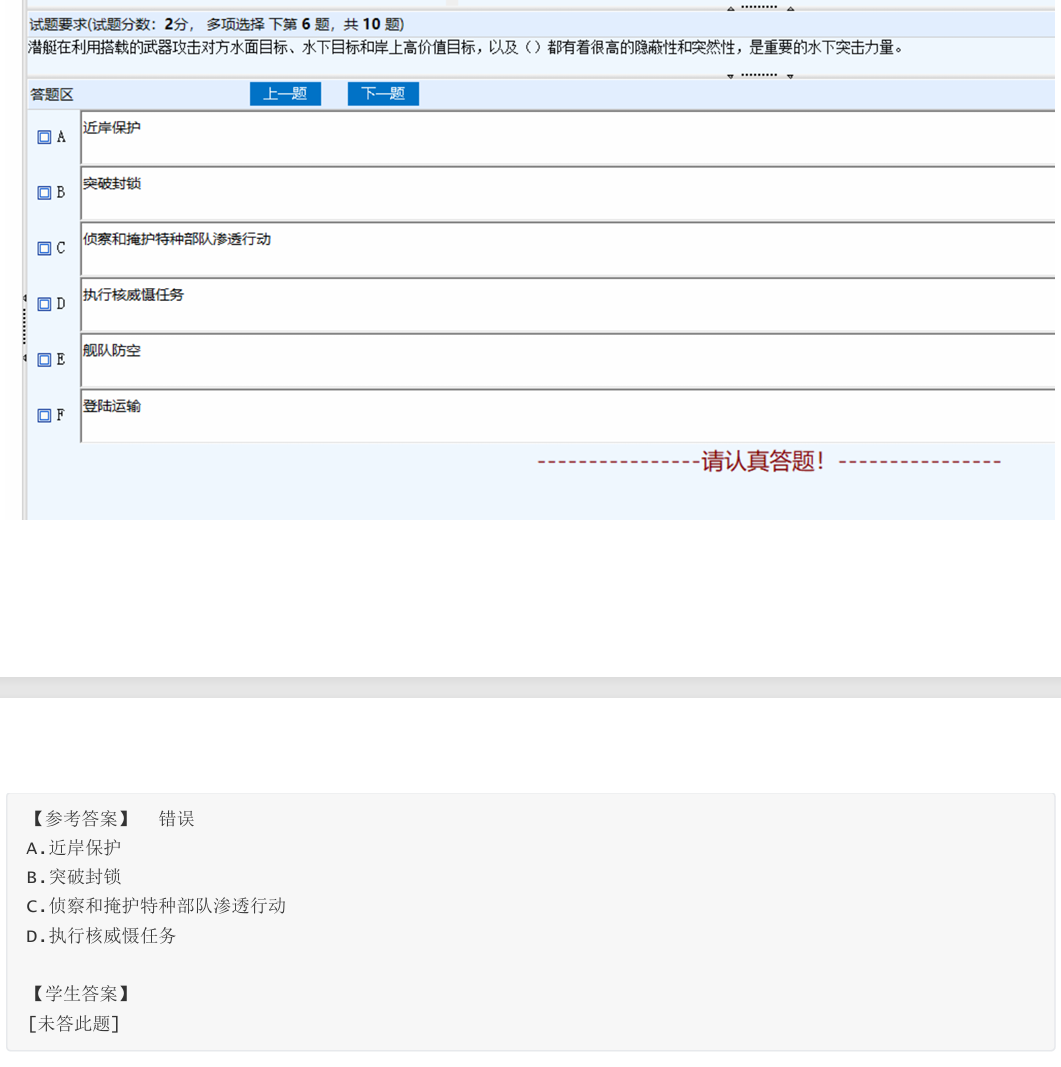 试题要求(试题分数：2分， 多项选择 下第 6 题，共 10 题)
潜艇在利用搭载的武器攻击对方水面目标、水下目标和岸上高价值目标，以及（）都有着很高的隐蔽性和突然性，是重要的水下突击力量。
答题区 上一题 下一题
A 近岸保护
B 突破封锁
C 侦察和掩护特种部队渗透行动
D 执行核威慑任务
E 舰队防空
F 登陆运输
----------------请认真答题！----------------
【参考答案】 错误
A.近岸保护
B.突破封锁
C.侦察和掩护特种部队渗透行动
D.执行核威慑任务
【学生答案】
[未答此题]